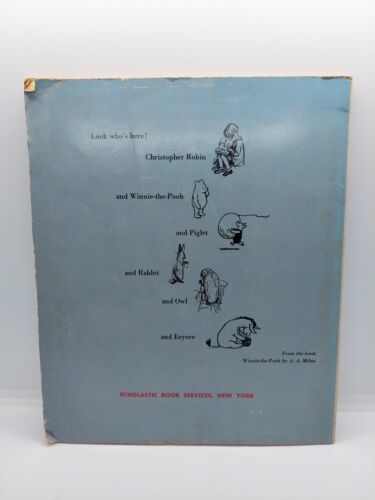 Look who's here!
Christopher Robin
and Winnie-the-Pooh
and Piglet
and Rabbit
and Owl
and Eeyore
From the book
Winnie-the-Pooh by A. A. Milne
SCHOLASTIC BOOK SERVICES, NEW YORK